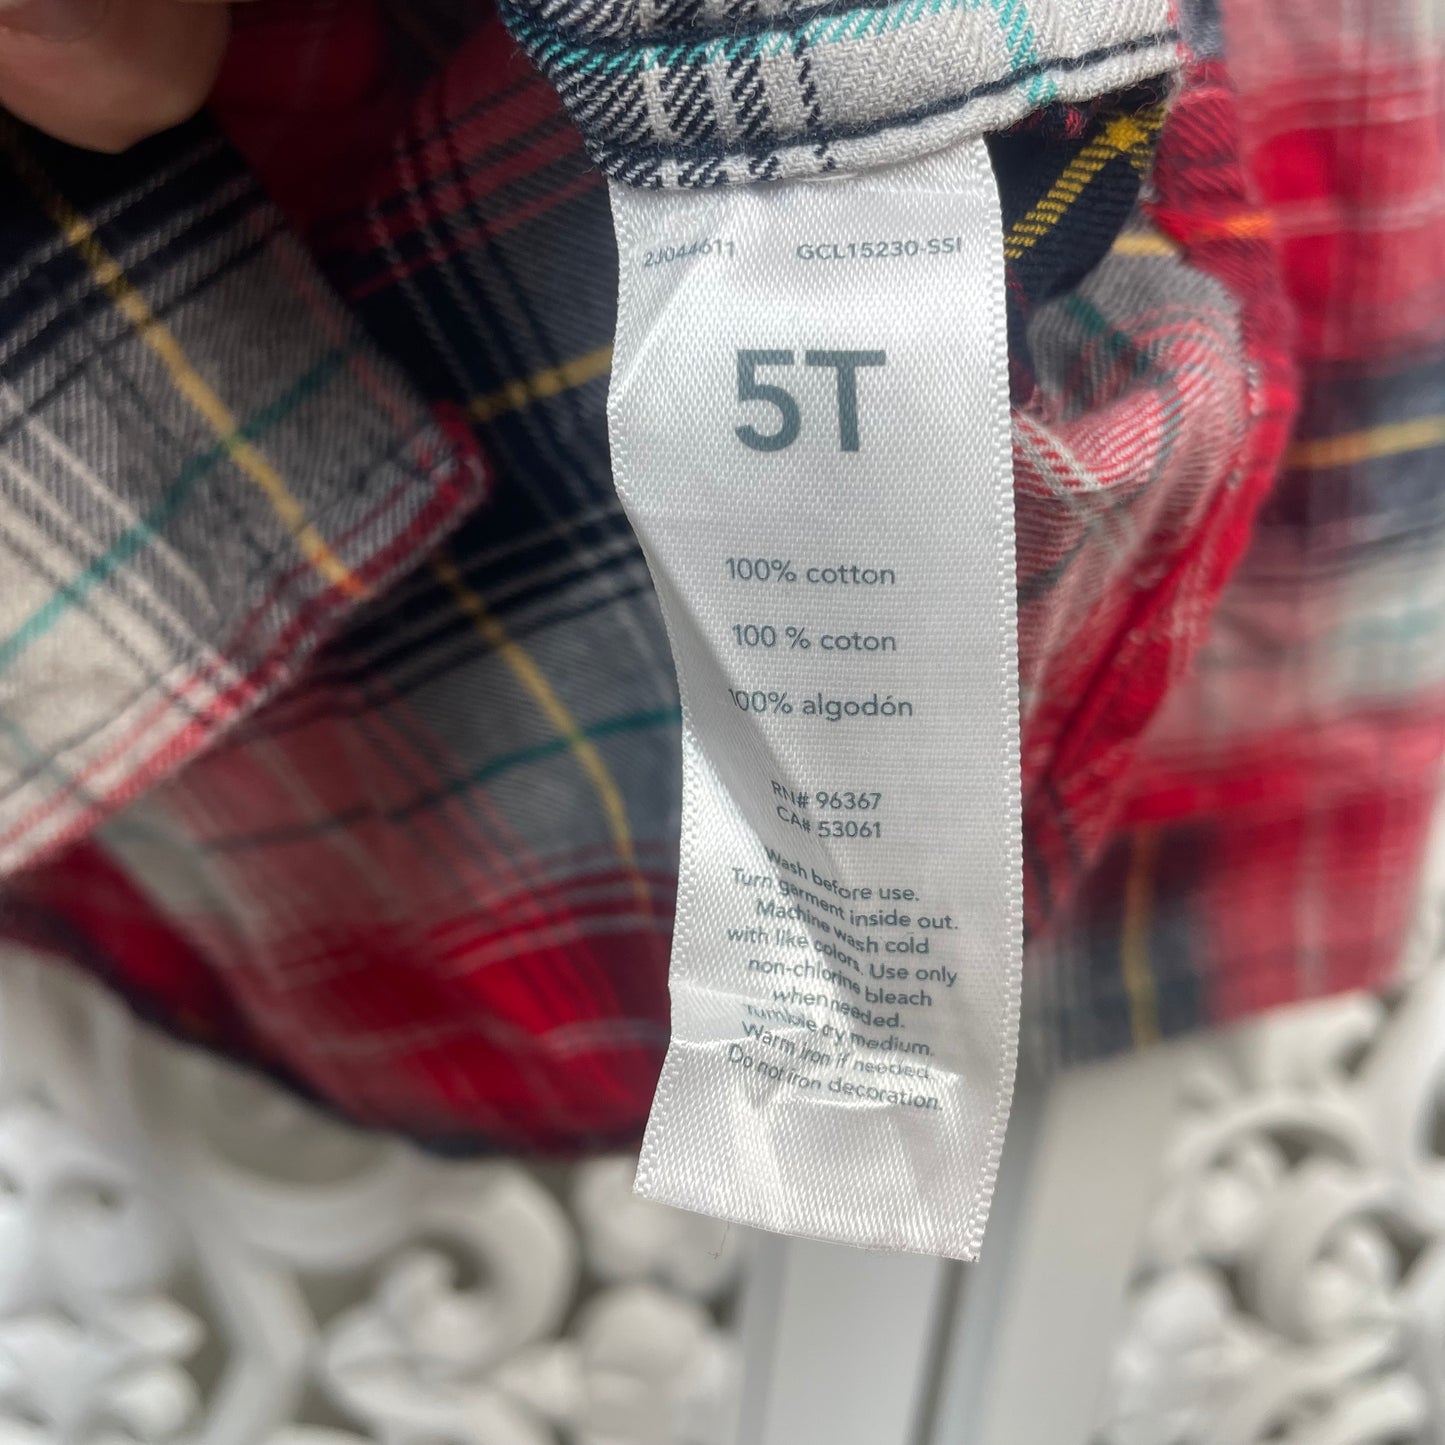 2J044611 GCL15230-SSI
5T
100% cotton
100 % coton
100% algodón
RN# 96367
CA# 53061
Wash before use.
Turn garment inside out.
Machine wash cold
with like colors. Use only
non-chlorine bleach
when needed.
Tumble dry medium.
Warm iron if needed.
Do not iron decoration.